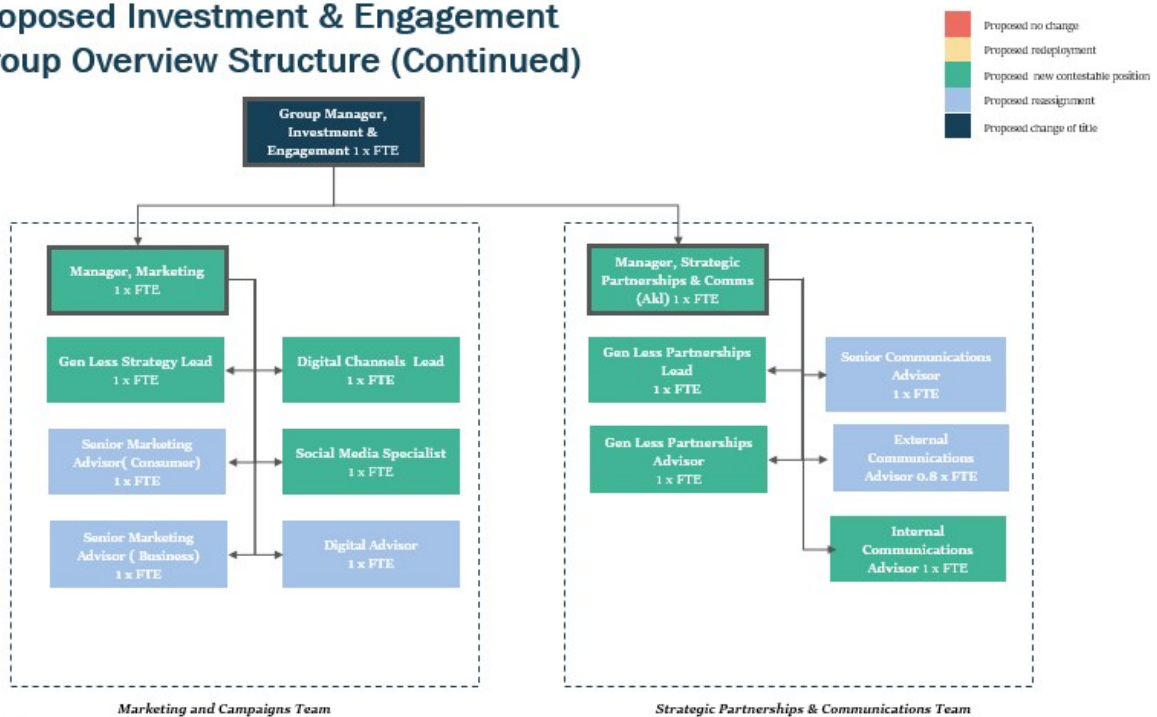 oposed Investment & Engagement
roup Overview Structure (Continued)
Proposed no change
Proposed redeployment
Proposed new contestable position
Proposed reassignment
Proposed change of title
Group Manager,
Investment &
Engagement 1 x FTE
Manager, Marketing
1 x FTE
Gen Less Strategy Lead
1 x FTE
Digital Channels Lead
1 x FTE
Senior Marketing
Advisor( Consumer)
1 x FTE
Social Media Specialist
1 x FTE
Senior Marketing
Advisor ( Business)
1 x FTE
Digital Advisor
1 x FTE
Marketing and Campaigns Team
Manager, Strategic
Partnerships & Comms
(Akl) 1 x FTE
Gen Less Partnerships
Lead
1 x FTE
Senior Communications
Advisor
1 x FTE
Gen Less Partnerships
Advisor
1 x FTE
External
Communications
Advisor 0.8 x FTE
Internal
Communications
Advisor 1 x FTE
Strategic Partnerships & Communications Team